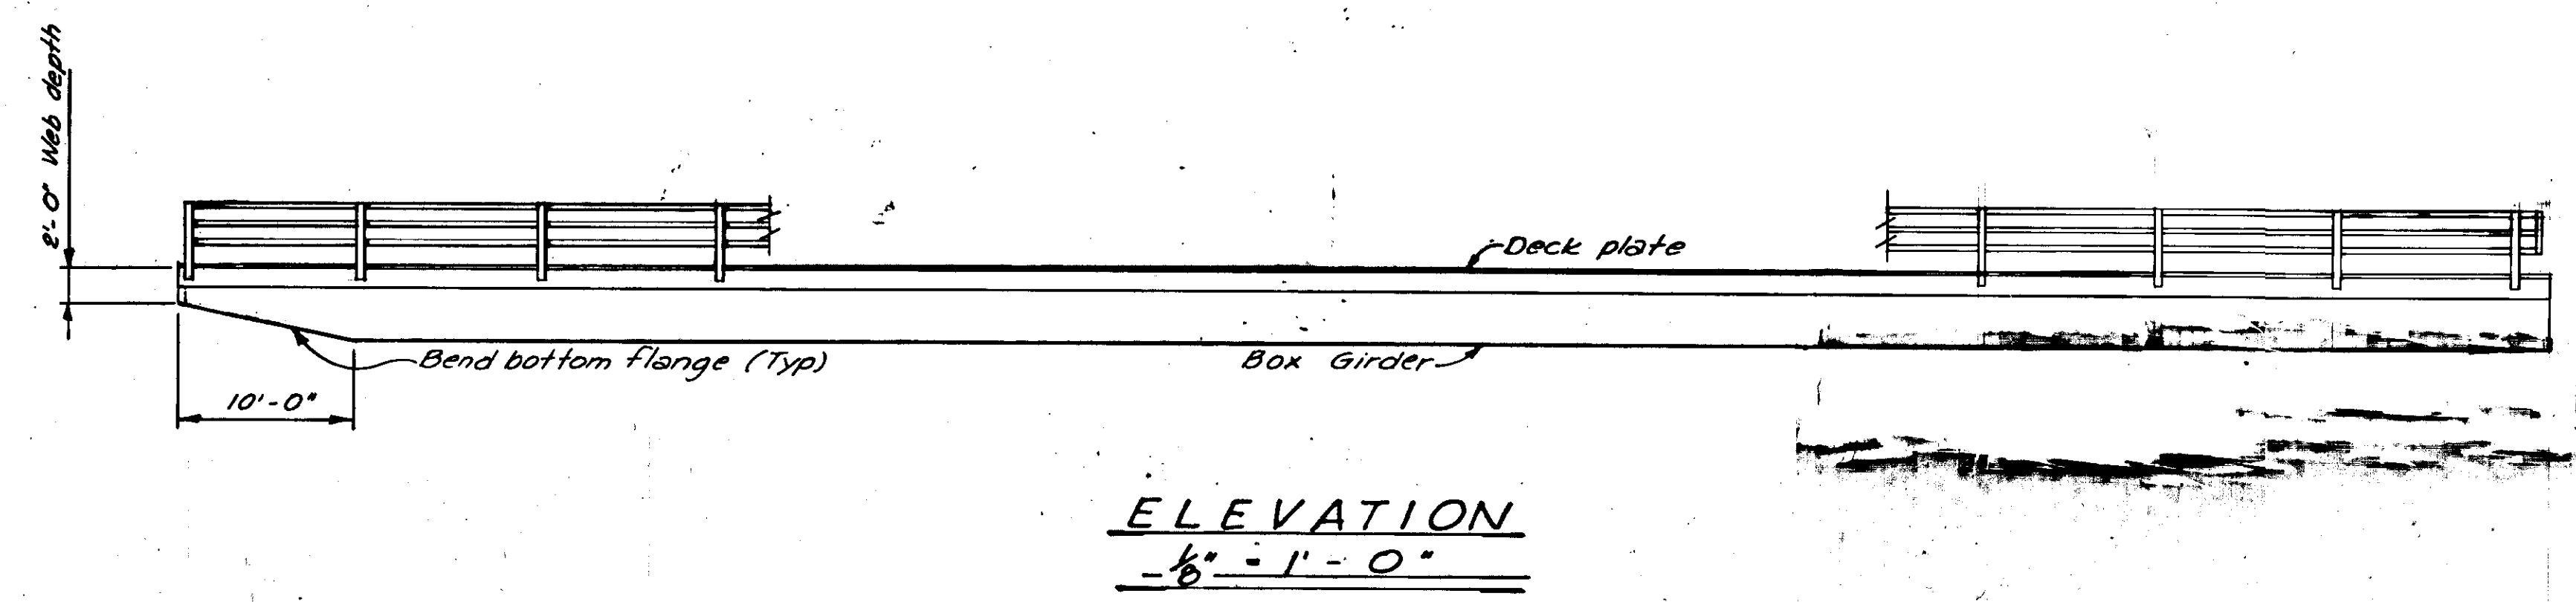 2'-0" Web depth
Deck plate
Bend bottom flange (Typ)
Box Girder
10'-0"
ELEVATION
1/8" = 1'-0"